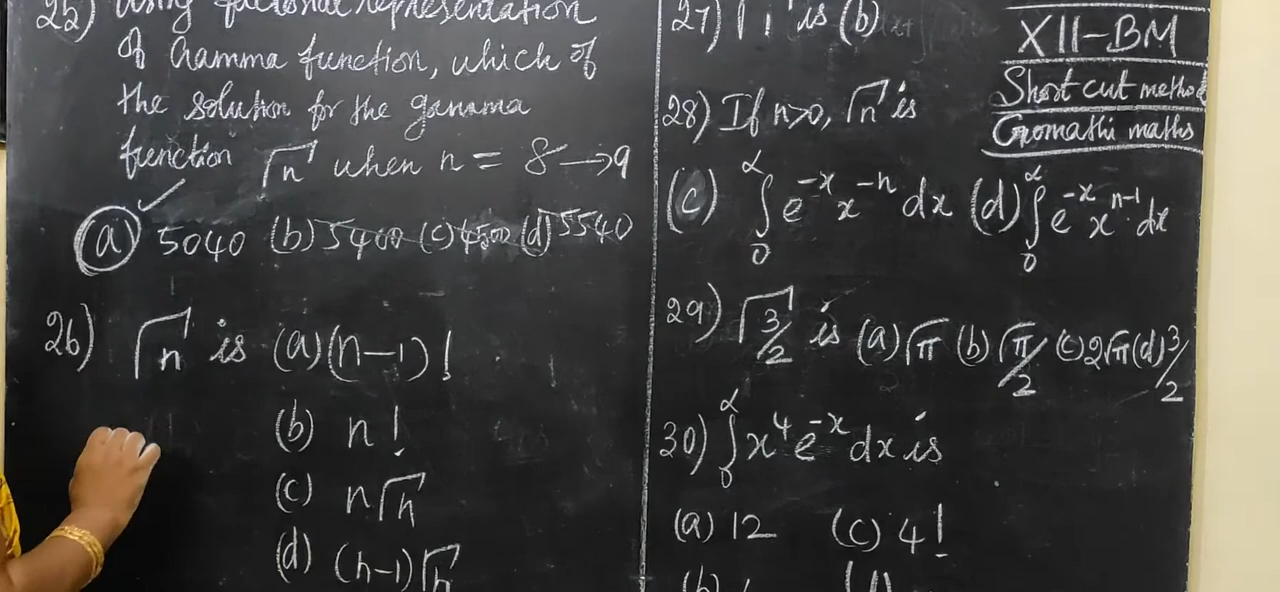 25) Using factorial representation
of Gamma function, which of
the solution for the gamma
function Γn when n = 8 → 9
(a) 5040 (b) 5400 (c) 4500 (d) 5540
26) Γn is (a) (n-1)!
(b) n!
(c) nΓn
(d) (n-1)Γn
27) Γ1 is (b)
28) If n>0, Γn is
(c) ∫₀^∝ e^-x x^-n dx (d) ∫₀^∝ e^-x x^n-1 dx
29) Γ3/2 is (a) √π (b) √π/2 (c) 2√π (d) 3/2
30) ∫₀^∝ x^4 e^-x dx is
(a) 12 (c) 4!
(b)
XII-BM
Short cut method
Gomathi maths